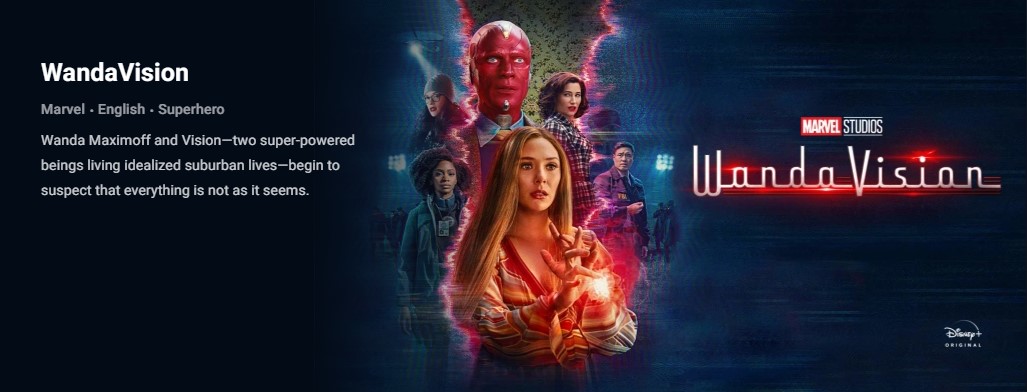 WandaVision
Marvel • English • Superhero
Wanda Maximoff and Vision—two super-powered
beings living idealized suburban lives—begin to
suspect that everything is not as it seems.
MARVEL STUDIOS
WandaVision
Disney+
ORIGINAL